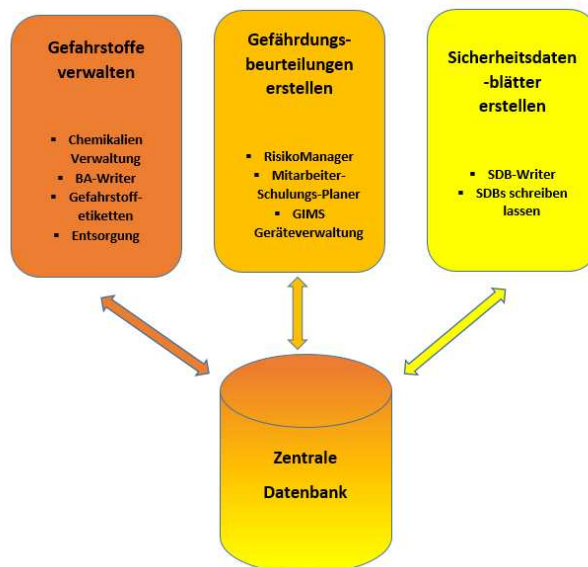 Gefahrstoffe
verwalten
▪ Chemikalien
Verwaltung
▪ BA-Writer
▪ Gefahrstoff-
etiketten
▪ Entsorgung
Gefährdungs-
beurteilungen
erstellen
▪ RisikoManager
▪ Mitarbeiter-
Schulungs-Planer
▪ GIMS
Geräteverwaltung
Sicherheitsdaten
-blätter
erstellen
▪ SDB-Writer
▪ SDBs schreiben
lassen
Zentrale
Datenbank